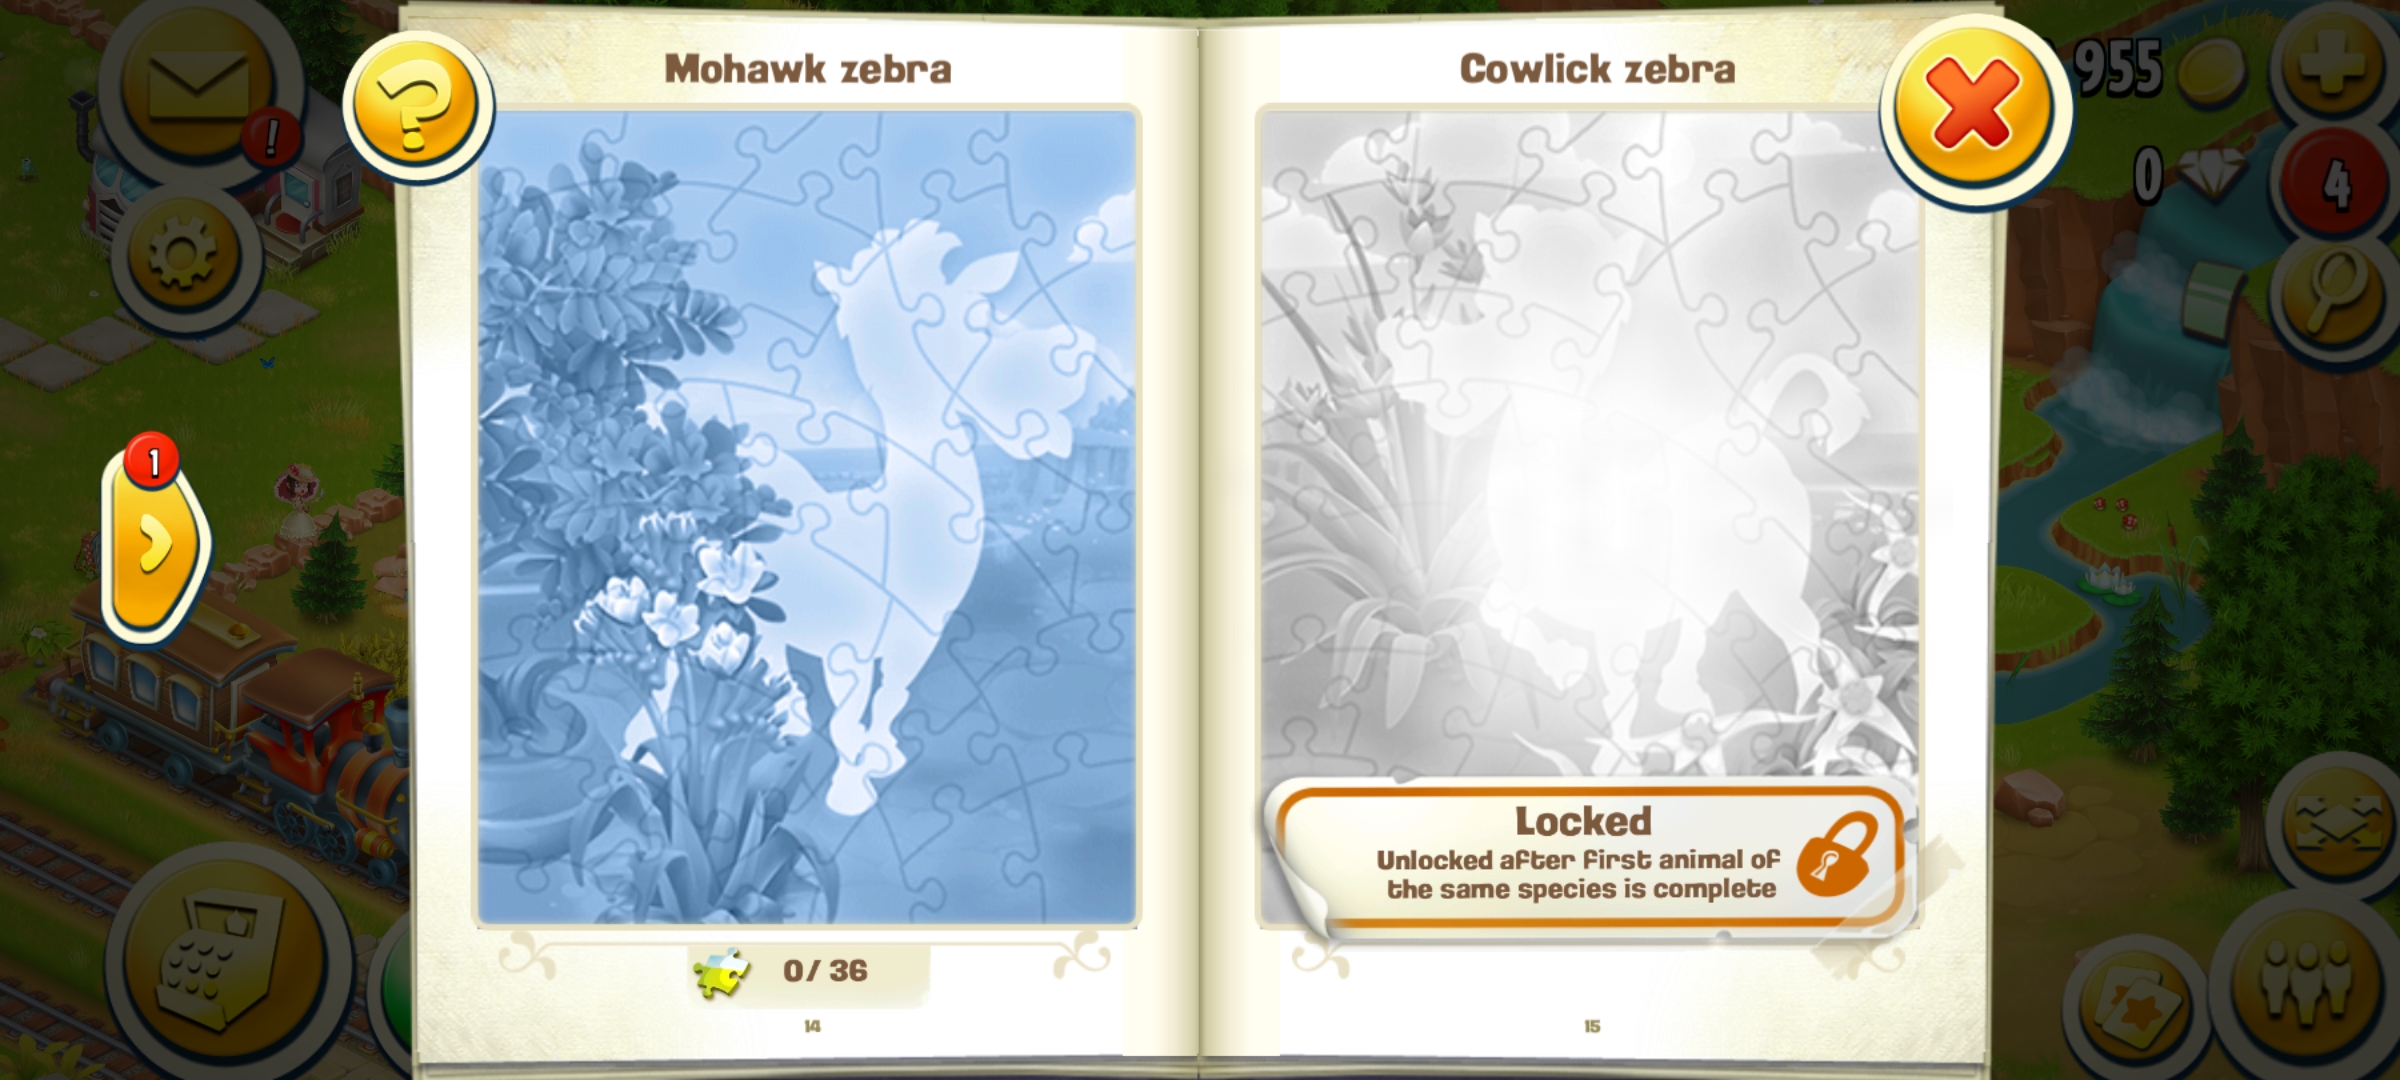 Mohawk zebra
Cowlick zebra
955
0
4
!
1
Locked
Unlocked after first animal of
the same species is complete
0/ 36
14
15